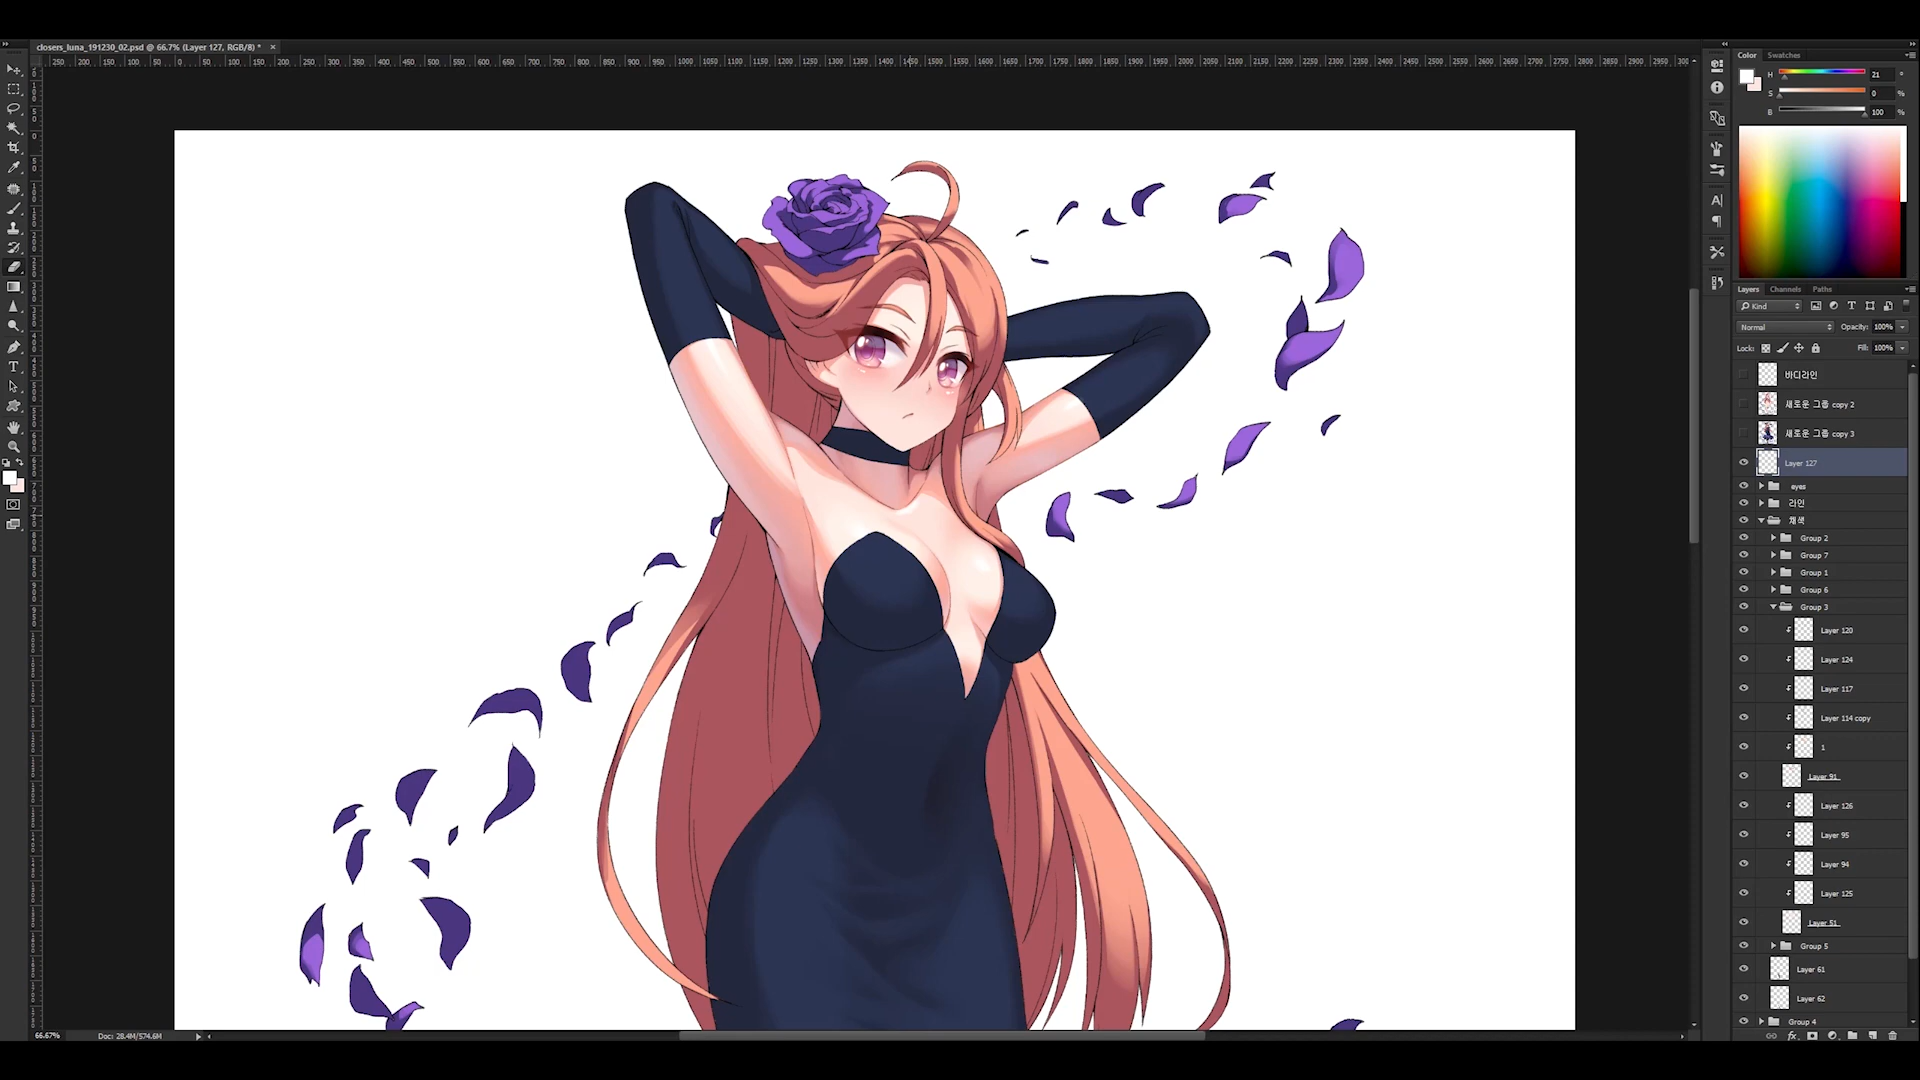 closers_luna_191230_02.psd @ 66.7% (Layer 127, RGB/8) *
Color Swatches
H 21 °
S 0 %
B 100 %
Layers Channels Paths
Kind
Normal Opacity: 100%
Lock: Fill: 100%
바디라인
새로운 그룹 copy 2
새로운 그룹 copy 3
Layer 127
eyes
라인
채색
Group 2
Group 7
Group 1
Group 6
Group 3
Layer 120
Layer 124
Layer 117
Layer 114 copy
1
Layer 91
Layer 126
Layer 95
Layer 94
Layer 125
Layer 51
Group 5
Layer 61
Layer 62
Group 4
66.67% Doc: 28.4M/574.6M